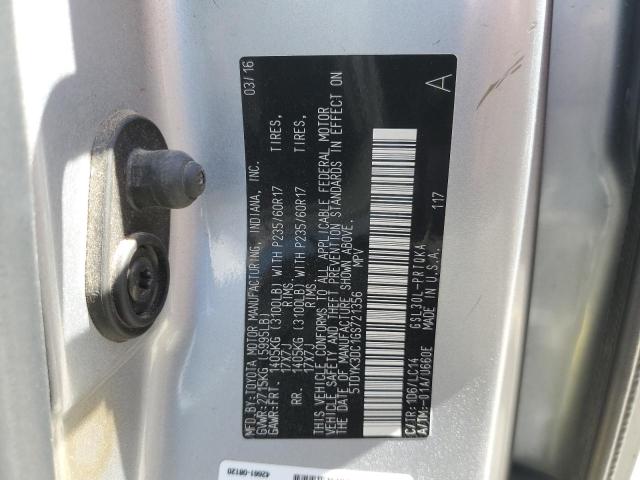 MFD.BY:TOYOTA MOTOR MANUFACTURING, INDIANA, INC. 03/16
GVWR:2715KG (5995LB)
GAWR:FRT. 1405KG (3100LB) WITH P235/60R17 TIRES,
17X7J RIMS.
RR. 1405KG (3100LB) WITH P235/60R17 TIRES,
17X7J RIMS.
THIS VEHICLE CONFORMS TO ALL APPLICABLE FEDERAL MOTOR
VEHICLE SAFETY AND THEFT PREVENTION STANDARDS IN EFFECT ON
THE DATE OF MANUFACTURE SHOWN ABOVE.
5TDYK3DC1GS721356 MPV
A
117
C/TR:1D6/LC14 GSL30L-PRTQKA
A/TM:-01A/U660E MADE IN U.S.A.
42661-08120